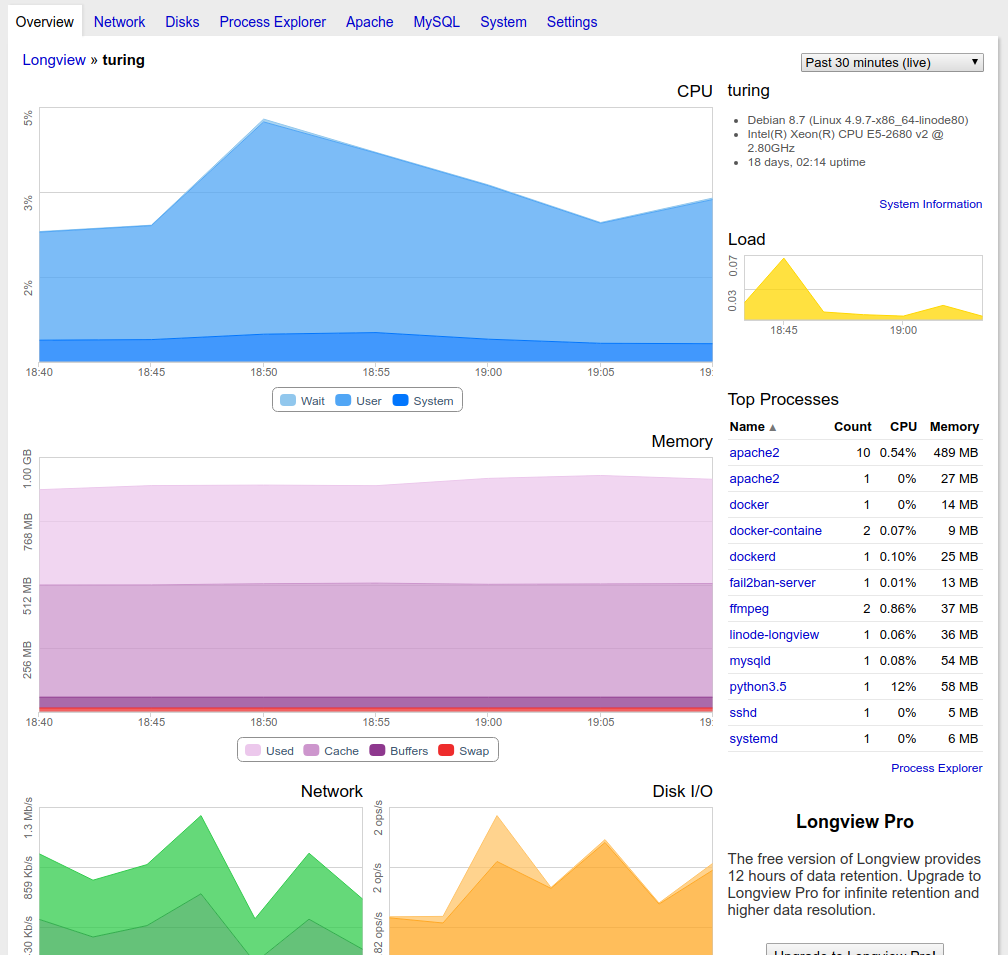 Overview Network Disks Process Explorer Apache MySQL System Settings
Longview » turing
Past 30 minutes (live)
CPU
5%
3%
2%
18:40 18:45 18:50 18:55 19:00 19:05 19:
Wait User System
turing
Debian 8.7 (Linux 4.9.7-x86_64-linode80)
Intel(R) Xeon(R) CPU E5-2680 v2 @
2.80GHz
18 days, 02:14 uptime
System Information
Load
0.07
0.03
18:45 19:00
Memory
1.00 GB
768 MB
512 MB
256 MB
18:40 18:45 18:50 18:55 19:00 19:05 19:
Used Cache Buffers Swap
Top Processes
Name ▲ Count CPU Memory
apache2 10 0.54% 489 MB
apache2 1 0% 27 MB
docker 1 0% 14 MB
docker-containe 2 0.07% 9 MB
dockerd 1 0.10% 25 MB
fail2ban-server 1 0.01% 13 MB
ffmpeg 2 0.86% 37 MB
linode-longview 1 0.06% 36 MB
mysqld 1 0.08% 54 MB
python3.5 1 12% 58 MB
sshd 1 0% 5 MB
systemd 1 0% 6 MB
Process Explorer
Network
1.3 Mb/s
859 Kb/s
30 Kb/s
Disk I/O
2 ops/s
2 op/s
82 ops/s
Longview Pro
The free version of Longview provides
12 hours of data retention. Upgrade to
Longview Pro for infinite retention and
higher data resolution.
Upgrade to Longview Pro!